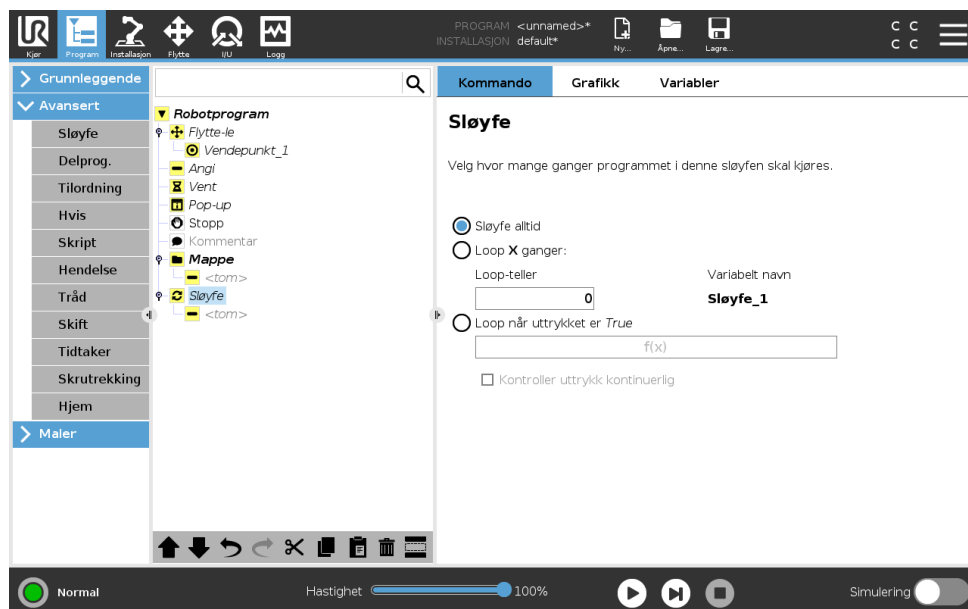 UR
Kjør
Program
Installasjon
Flytte
I/U
Logg
PROGRAM <unnamed>*
INSTALLASJON default*
Ny...
Åpne...
Lagre...
C C
C C
Grunnleggende
Avansert
Sløyfe
Delprog.
Tilordning
Hvis
Skript
Hendelse
Tråd
Skift
Tidtaker
Skrutrekking
Hjem
Maler
Robotprogram
Flytte-le
Vendepunkt_1
Angi
Vent
Pop-up
Stopp
Kommentar
Mappe
<tom>
Sløyfe
<tom>
Kommando
Grafikk
Variabler
Sløyfe
Velg hvor mange ganger programmet i denne sløyfen skal kjøres.
Sløyfe alltid
Loop X ganger:
Loop-teller
Variabelt navn
0
Sløyfe_1
Loop når uttrykket er True
f(x)
Kontroller uttrykk kontinuerlig
Normal
Hastighet
100%
Simulering